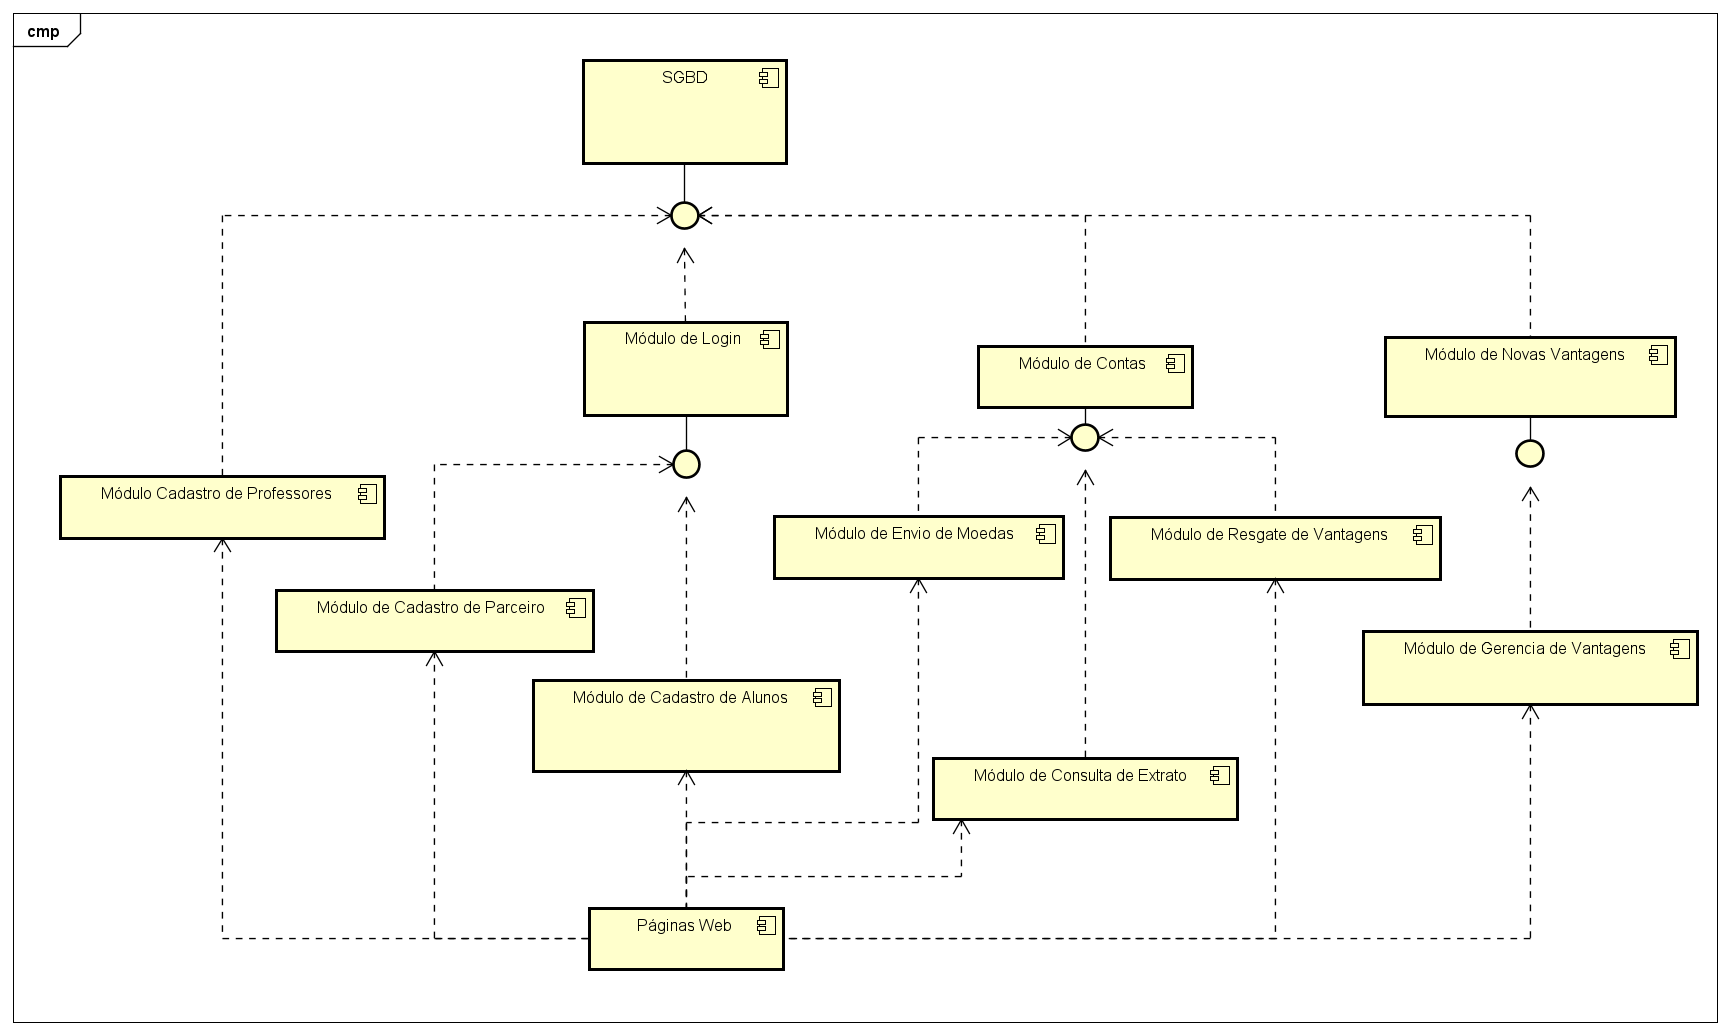 cmp
SGBD
Módulo de Login
Módulo de Contas
Módulo de Novas Vantagens
Módulo Cadastro de Professores
Módulo de Envio de Moedas
Módulo de Resgate de Vantagens
Módulo de Cadastro de Parceiro
Módulo de Gerencia de Vantagens
Módulo de Cadastro de Alunos
Módulo de Consulta de Extrato
Páginas Web